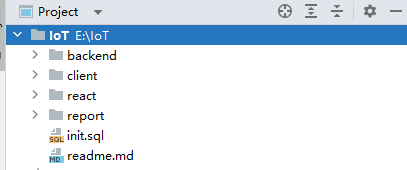 Project
IoT E:\IoT
backend
client
react
report
SQL init.sql
MD readme.md